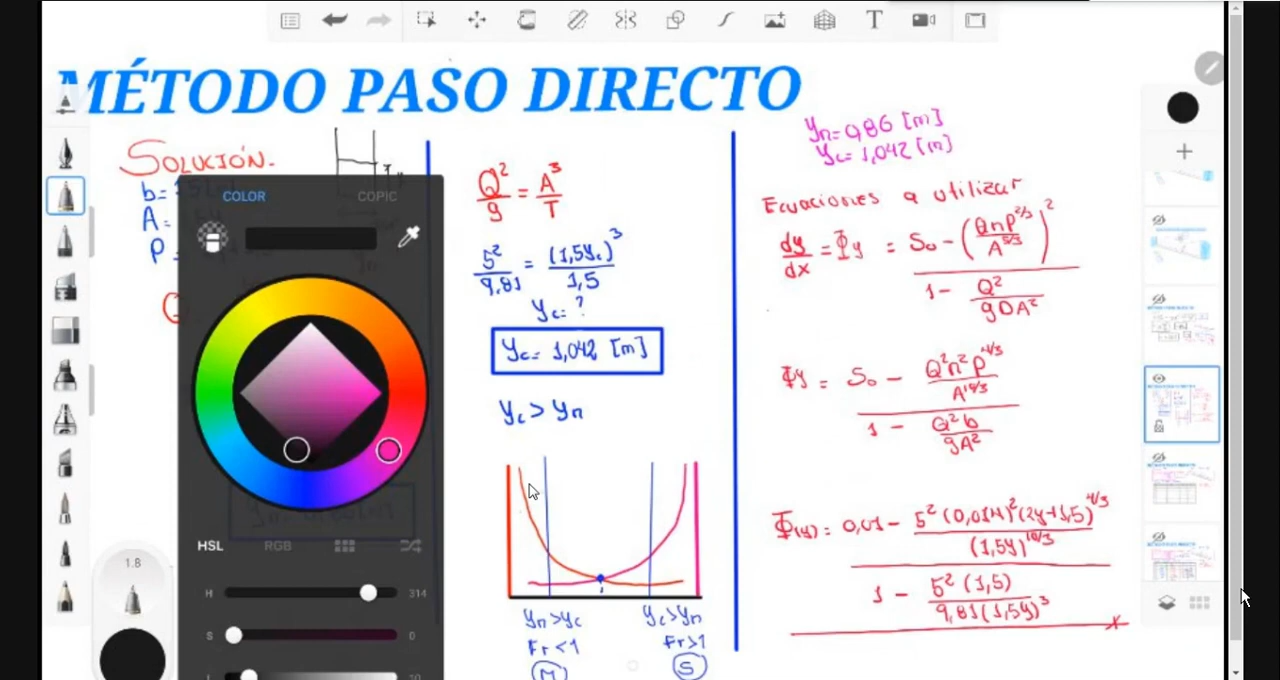 MÉTODO PASO DIRECTO
SOLUCIÓN.
b=
A=
P=
Q
COLOR
COPIC
HSL
RGB
H
314
S
0
L
1.8
Q²/g = A³/T
5²/9,81 = (1,5yc)³/1,5
yc= ?
yc= 1,042 [m]
yc > yn
yn>yc
Fr<1
M
yc>yn
Fr>1
S
yc= 1,042 [m]
Ecuaciones a utilizar
dy/dx = Φy = So - (QnP^2/3 / A^5/3)² / 1 - Q²/gDA²
Φy = So - Q²n²P^4/3 / A^10/3 / 1 - Q²b/gA³
Φ(y) = 0,01 - 5²(0,014)²(2y+1,5)^4/3 / (1,5y)^10/3 / 1 - 5²(1,5) / 9,81(1,5y)³